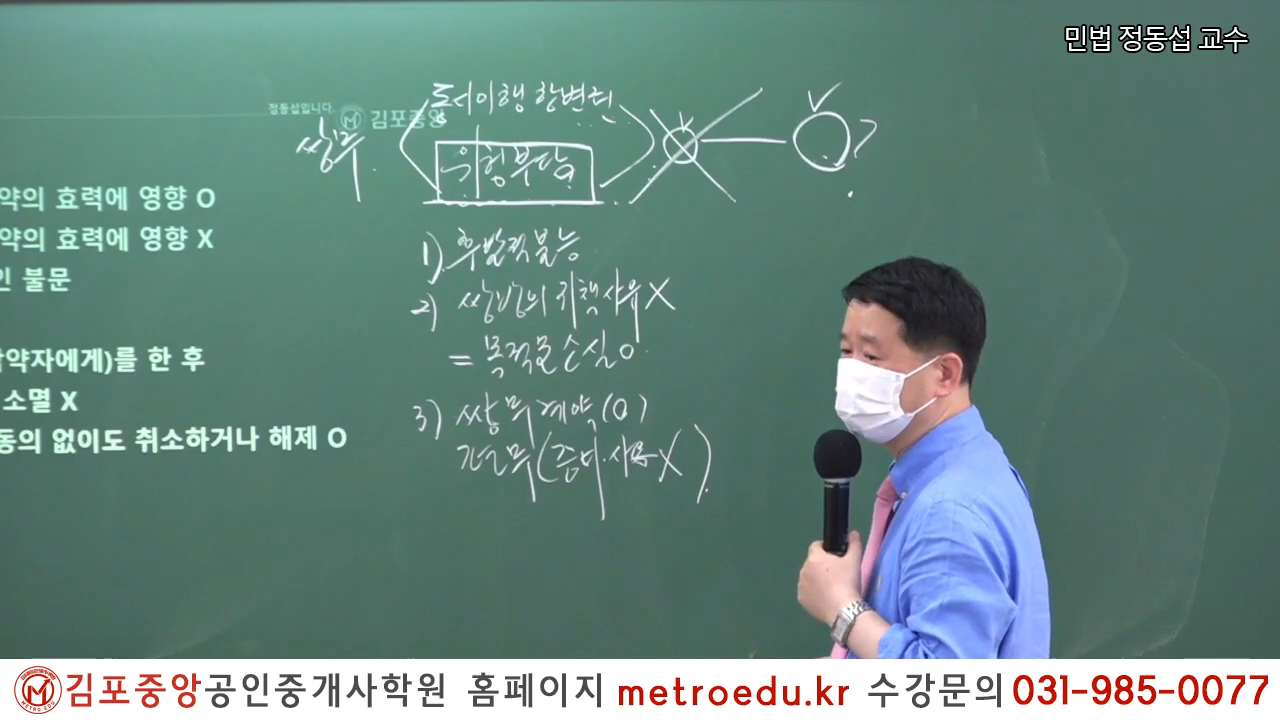 민법 정동섭 교수
정동섭입니다.
김포중앙
동시이행 항변권
쌍무
위험부담
?
약의 효력에 영향 O
약의 효력에 영향 X
인 불문
약자에게)를 한 후
소멸 X
동의 없이도 취소하거나 해제 O
1) 후발적 불능
2) 쌍방의 귀책사유 X
= 목적물 손실 O
3) 쌍무계약 (O)
편무 (증여·사용 X)
METRO EDU
김포중앙공인중개사학원 홈페이지 metroedu.kr 수강문의 031-985-0077